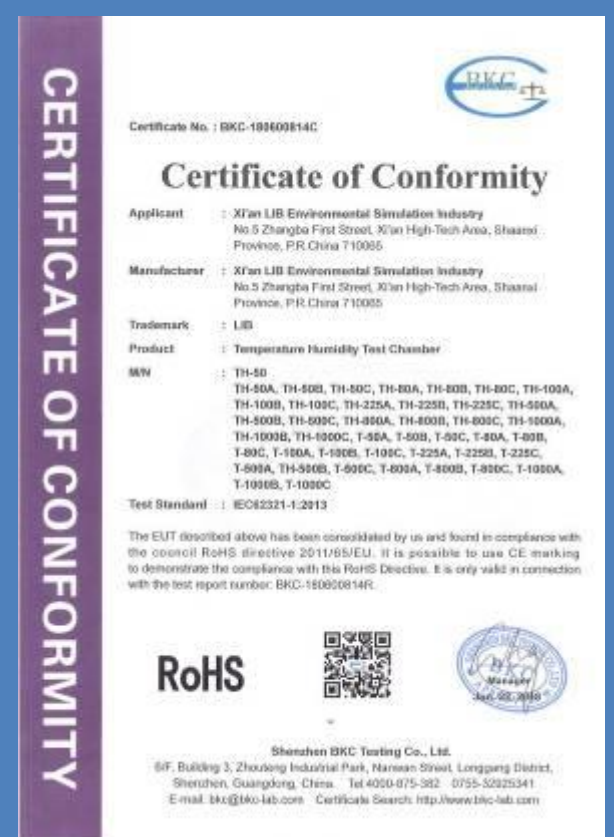 CERTIFICATE OF CONFORMITY
BKC
Certificate No. : BKC-180600814C
Certificate of Conformity
Applicant : Xi'an LIB Environmental Simulation Industry
No.5 Zhangba First Street, Xi'an High-Tech Area, Shaanxi
Province, P.R.China 710065
Manufacturer : Xi'an LIB Environmental Simulation Industry
No.5 Zhangba First Street, Xi'an High-Tech Area, Shaanxi
Province, P.R.China 710065
Trademark : LIB
Product : Temperature Humidity Test Chamber
M/N : TH-50
TH-50A, TH-50B, TH-50C, TH-80A, TH-80B, TH-80C, TH-100A,
TH-100B, TH-100C, TH-225A, TH-225B, TH-225C, TH-500A,
TH-500B, TH-500C, TH-800A, TH-800B, TH-800C, TH-1000A,
TH-1000B, TH-1000C, T-50A, T-50B, T-50C, T-80A, T-80B,
T-80C, T-100A, T-100B, T-100C, T-225A, T-225B, T-225C,
T-500A, TH-500B, T-500C, T-800A, T-800B, T-800C, T-1000A,
T-1000B, T-1000C
Test Standard : IEC62321-1:2013
The EUT described above has been consolidated by us and found in compliance with
the council RoHS directive 2011/65/EU. It is possible to use CE marking
to demonstrate the compliance with this RoHS Directive. It is only valid in connection
with the test report number: BKC-180600814R.
RoHS
Manager
Shenzhen BKC Testing Co., Ltd.
6/F, Building 3, Zhouteng Industrial Park, Nanwan Street, Longgang District,
Shenzhen, Guangdong, China. Tel:4000-875-382 0755-32925341
E-mail: bkc@bkc-lab.com Certificate Search: http://www.bkc-lab.com